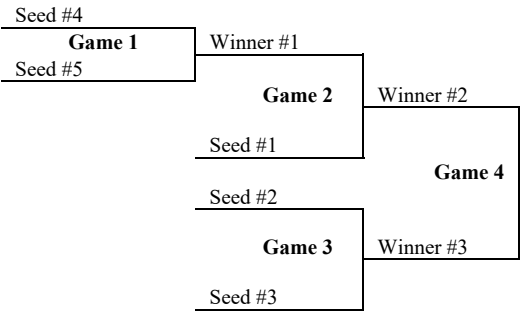 Seed #4
Game 1
Winner #1
Seed #5
Game 2
Winner #2
Seed #1
Game 4
Seed #2
Game 3
Winner #3
Seed #3